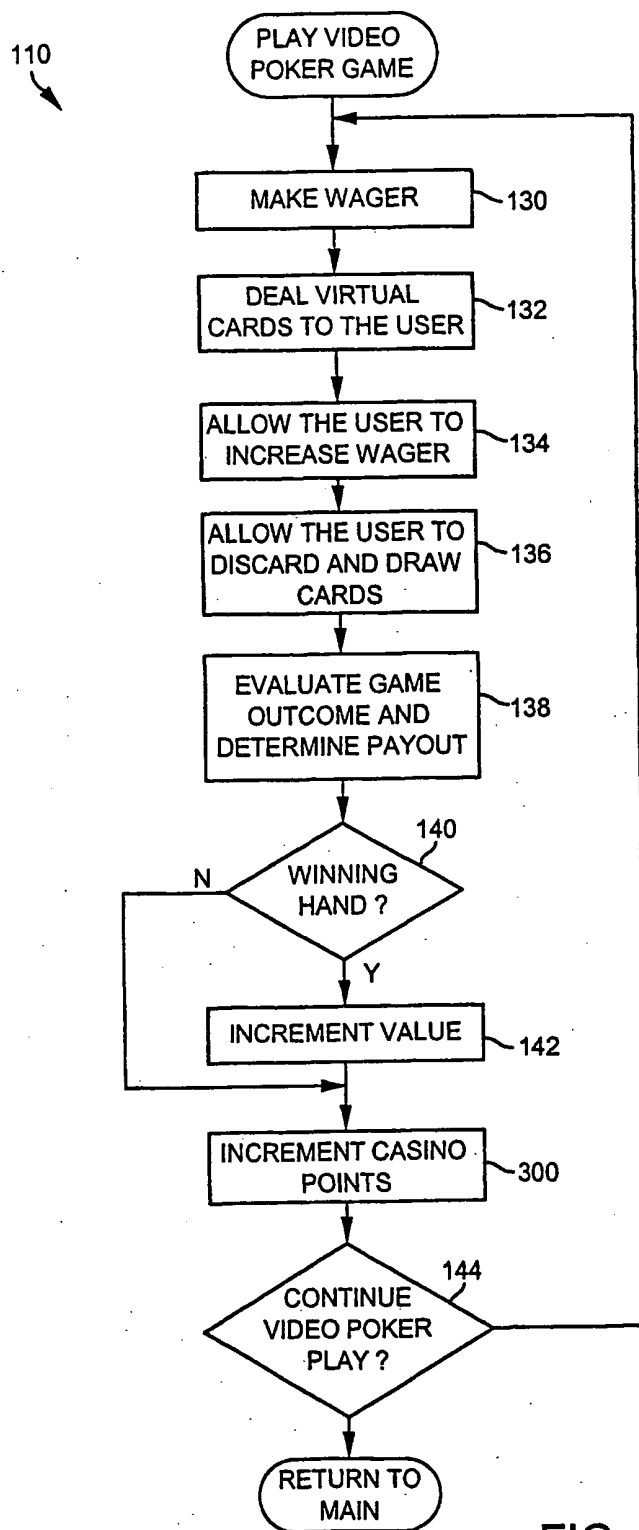 110
PLAY VIDEO
POKER GAME
MAKE WAGER
130
DEAL VIRTUAL
CARDS TO THE USER
132
ALLOW THE USER TO
INCREASE WAGER
134
ALLOW THE USER TO
DISCARD AND DRAW
CARDS
136
EVALUATE GAME
OUTCOME AND
DETERMINE PAYOUT
138
140
N
WINNING
HAND ?
Y
INCREMENT VALUE
142
INCREMENT CASINO
POINTS
300
144
CONTINUE
VIDEO POKER
PLAY ?
RETURN TO
MAIN